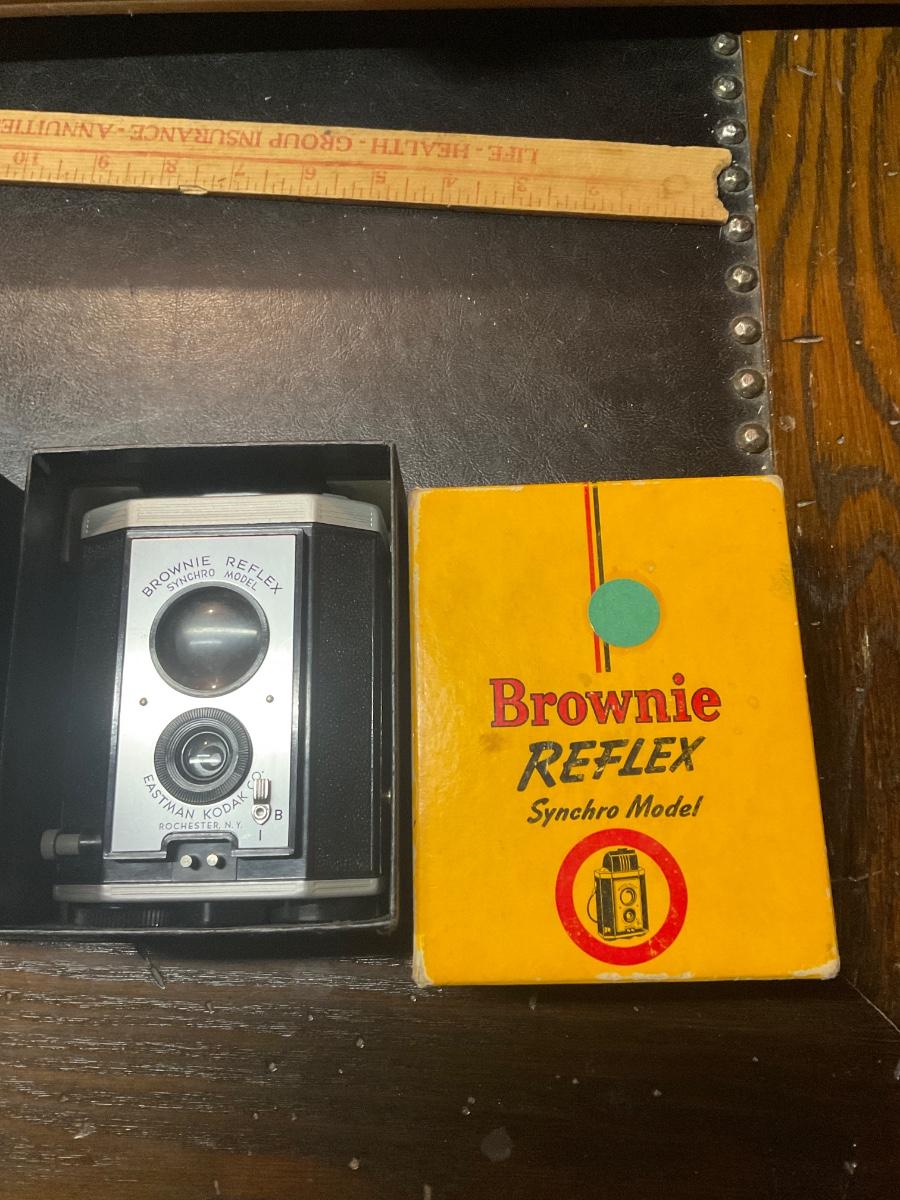 LIFE - HEALTH - GROUP INSURANCE - ANNUITIE
10 9 8 7 6 5 4 3 2
BROWNIE REFLEX
SYNCHRO MODEL
EASTMAN KODAK CO.
ROCHESTER, N.Y.
B
I
Brownie
REFLEX
Synchro Model